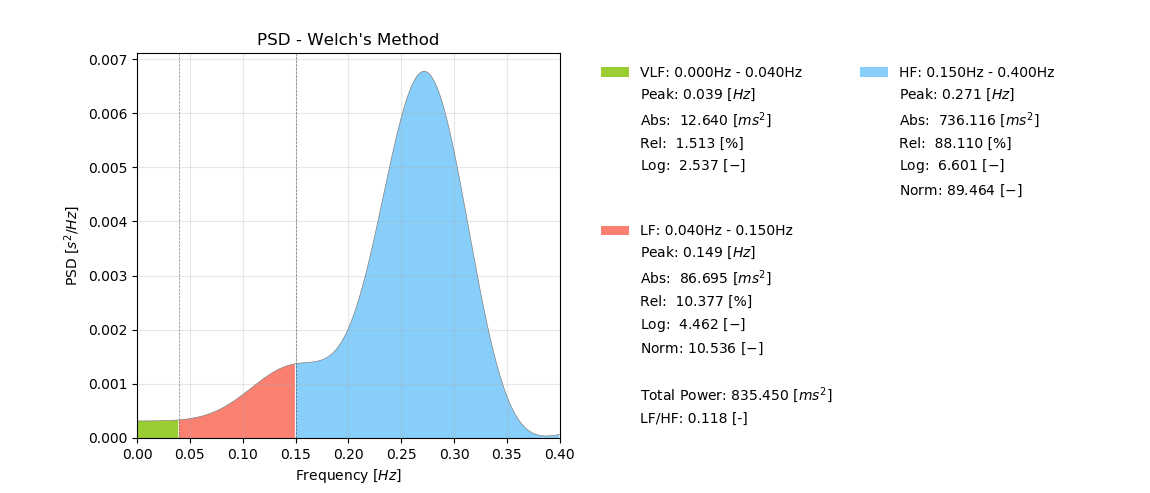 PSD - Welch's Method
0.007
0.006
0.005
0.004
0.003
0.002
0.001
0.000
PSD [s²/Hz]
0.00 0.05 0.10 0.15 0.20 0.25 0.30 0.35 0.40
Frequency [Hz]
VLF: 0.000Hz - 0.040Hz
Peak: 0.039 [Hz]
Abs: 12.640 [ms²]
Rel: 1.513 [%]
Log: 2.537 [−]
LF: 0.040Hz - 0.150Hz
Peak: 0.149 [Hz]
Abs: 86.695 [ms²]
Rel: 10.377 [%]
Log: 4.462 [−]
Norm: 10.536 [−]
Total Power: 835.450 [ms²]
LF/HF: 0.118 [-]
HF: 0.150Hz - 0.400Hz
Peak: 0.271 [Hz]
Abs: 736.116 [ms²]
Rel: 88.110 [%]
Log: 6.601 [−]
Norm: 89.464 [−]